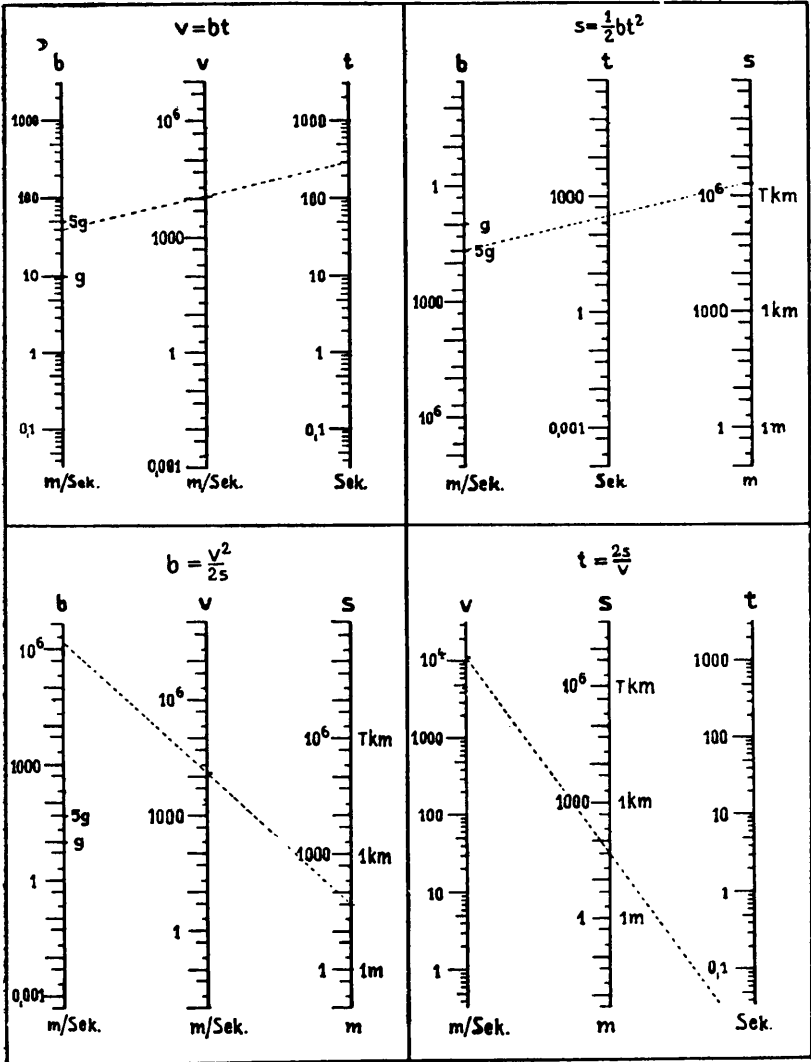 v=bt
b v t
1000 10⁶ 1000
100 5g 1000 100
10 g 10
1 1 1
0,1 0,001 0,1
m/Sek. m/Sek. Sek.
s=½bt²
b t s
1 1000 10⁶ Tkm
g
5g
1000 1 1000 1km
10⁶ 0,001 1 1m
m/Sek. Sek m
b = v²/2s
b v s
10⁶ 10⁶ 10⁶ Tkm
1000 1000 1000 1km
5g
g
1 1 1 1m
0,001
m/Sek. m/Sek. m
t = 2s/v
v s t
10⁴ 10⁶ Tkm 1000
1000 1000 1km 100
100 10
10 1 1m 1
1 0,1
m/Sek. m Sek.